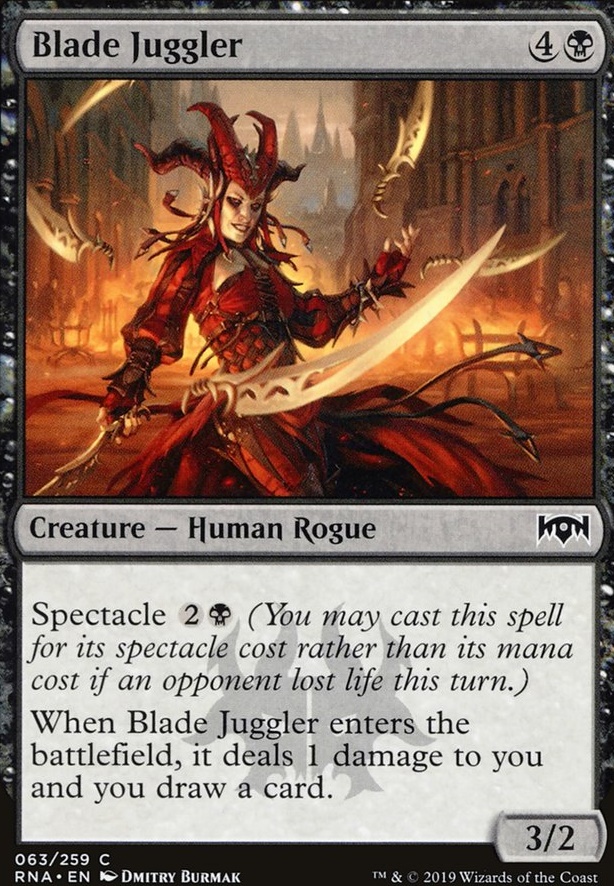 Blade Juggler 4
Creature — Human Rogue
Spectacle 2 (You may cast this spell
for its spectacle cost rather than its mana
cost if an opponent lost life this turn.)
When Blade Juggler enters the
battlefield, it deals 1 damage to you
and you draw a card.
3/2
063/259 C
RNA • EN Dmitry Burmak
™ & © 2019 Wizards of the Coast